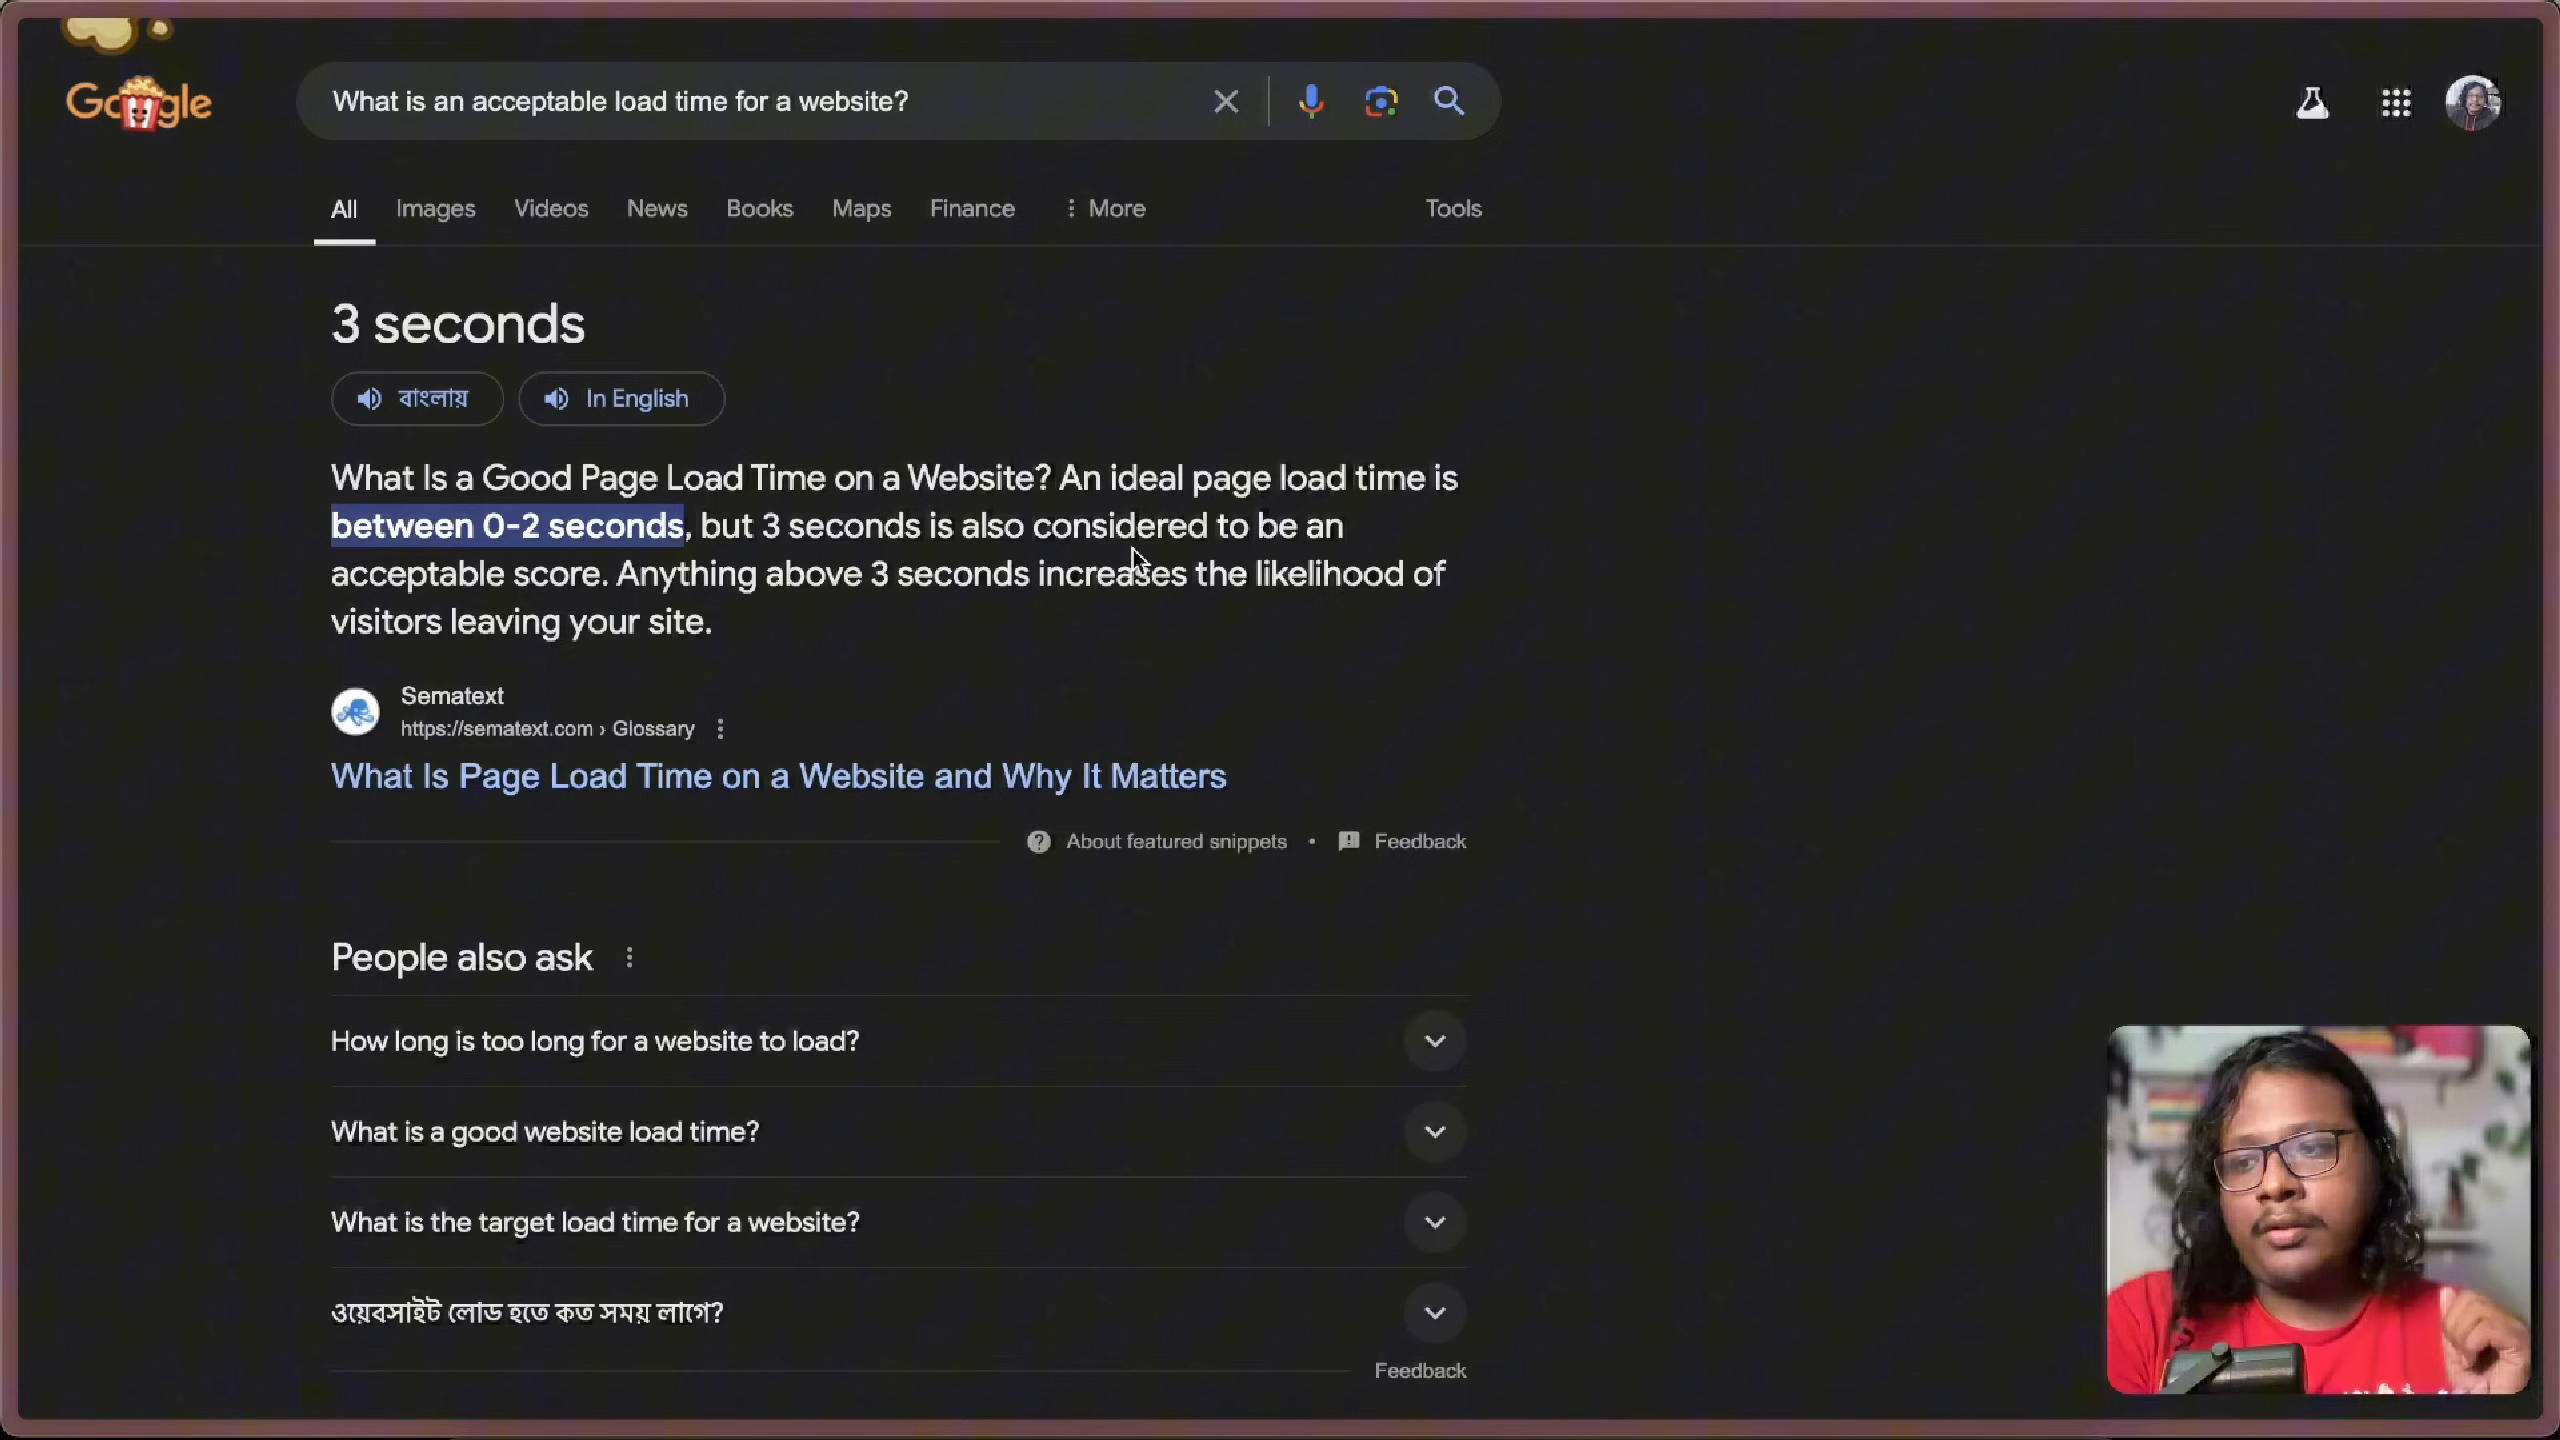 Google
What is an acceptable load time for a website?
All
Images
Videos
News
Books
Maps
Finance
More
Tools
3 seconds
বাংলায়
In English
What Is a Good Page Load Time on a Website? An ideal page load time is
between 0-2 seconds, but 3 seconds is also considered to be an
acceptable score. Anything above 3 seconds increases the likelihood of
visitors leaving your site.
Sematext
https://sematext.com › Glossary
What Is Page Load Time on a Website and Why It Matters
About featured snippets • Feedback
People also ask
How long is too long for a website to load?
What is a good website load time?
What is the target load time for a website?
ওয়েবসাইট লোড হতে কত সময় লাগে?
Feedback